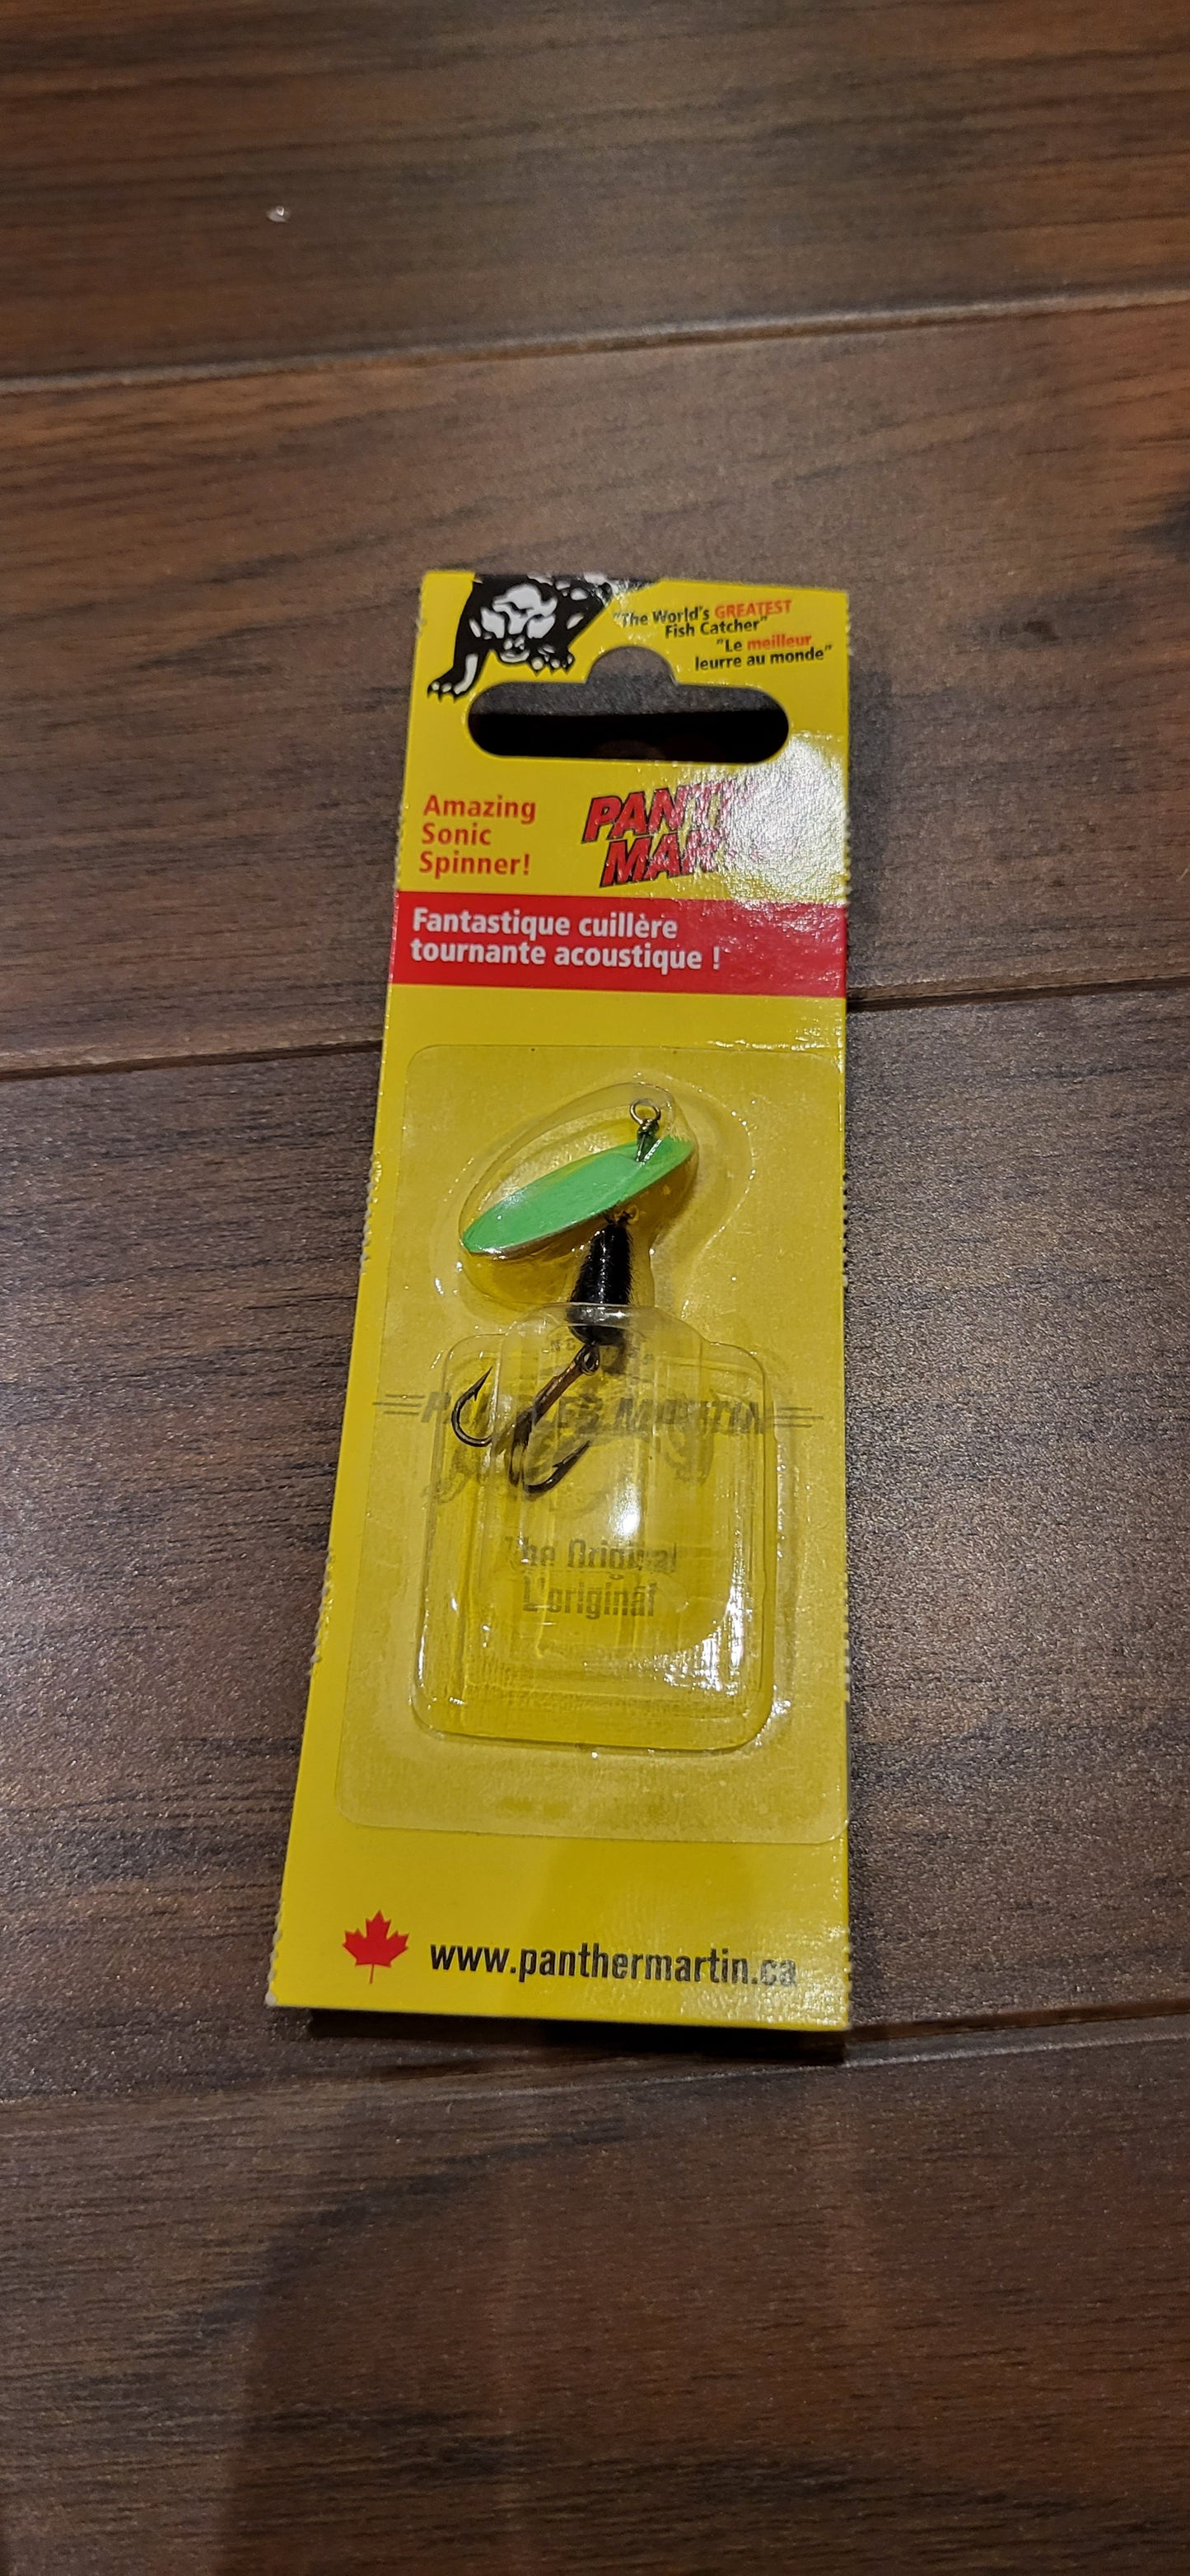 "The World's GREATEST
Fish Catcher"
"Le meilleur
leurre au monde"
Amazing
Sonic
Spinner!
Fantastique cuillère
tournante acoustique !
MARTIN
The Original
L'original
www.panthermartin.ca